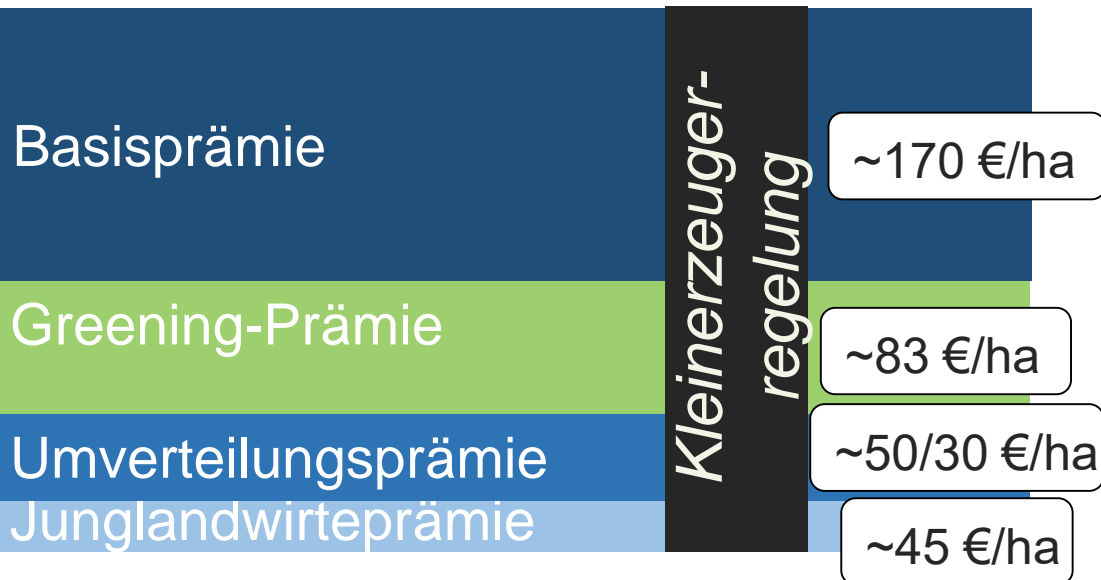 Basisprämie
~170 €/ha
Greening-Prämie
~83 €/ha
Umverteilungsprämie
~50/30 €/ha
Junglandwirteprämie
~45 €/ha
Kleinerzeuger-
regelung